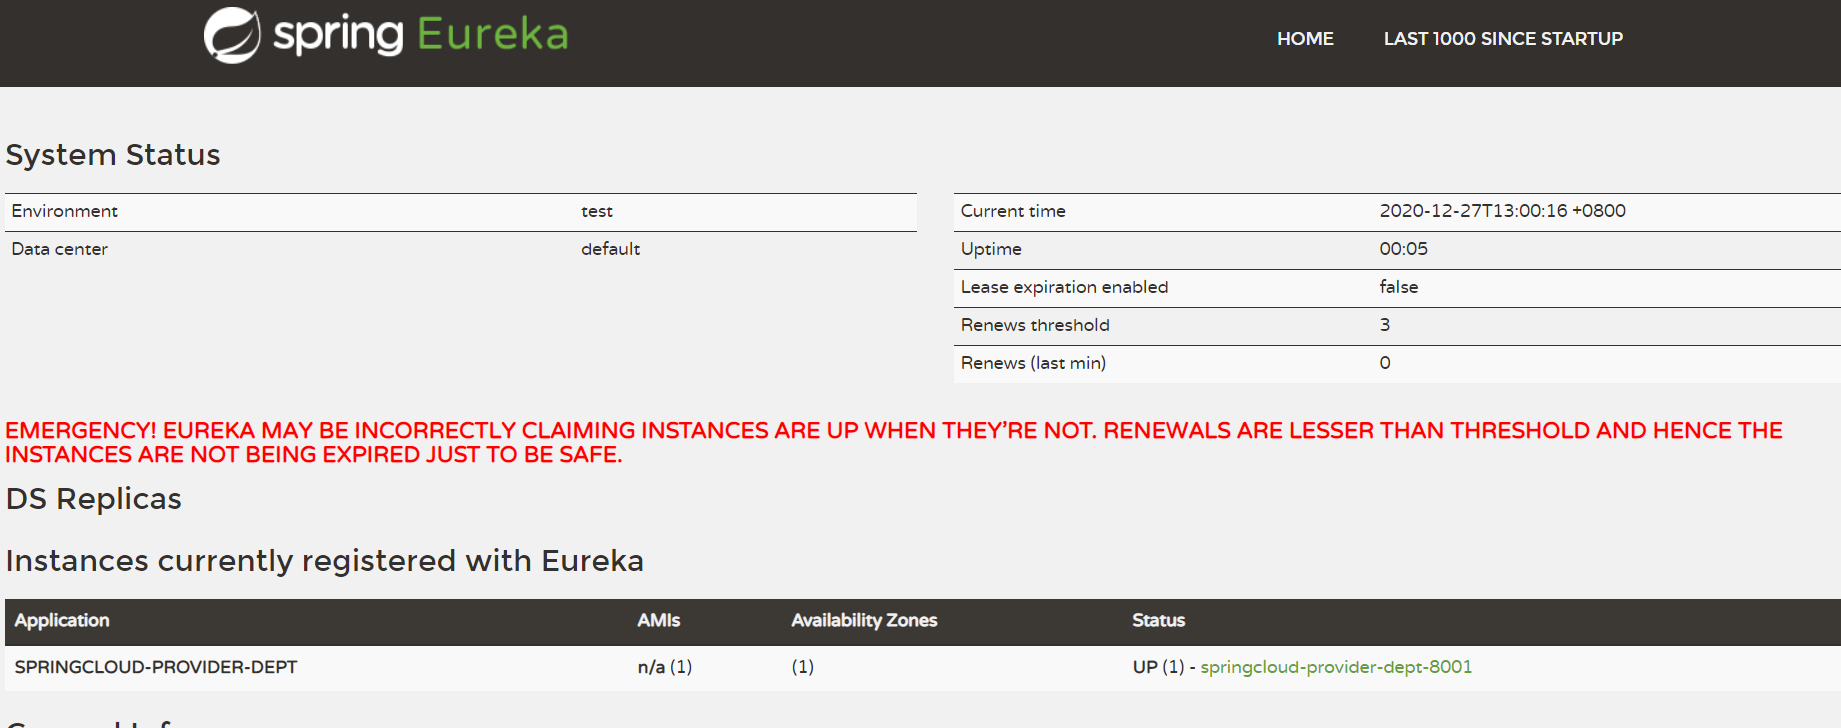 spring Eureka
HOME LAST 1000 SINCE STARTUP
System Status
Environment test
Data center default
Current time 2020-12-27T13:00:16 +0800
Uptime 00:05
Lease expiration enabled false
Renews threshold 3
Renews (last min) 0
EMERGENCY! EUREKA MAY BE INCORRECTLY CLAIMING INSTANCES ARE UP WHEN THEY'RE NOT. RENEWALS ARE LESSER THAN THRESHOLD AND HENCE THE
INSTANCES ARE NOT BEING EXPIRED JUST TO BE SAFE.
DS Replicas
Instances currently registered with Eureka
Application AMIs Availability Zones Status
SPRINGCLOUD-PROVIDER-DEPT n/a (1) (1) UP (1) - springcloud-provider-dept-8001